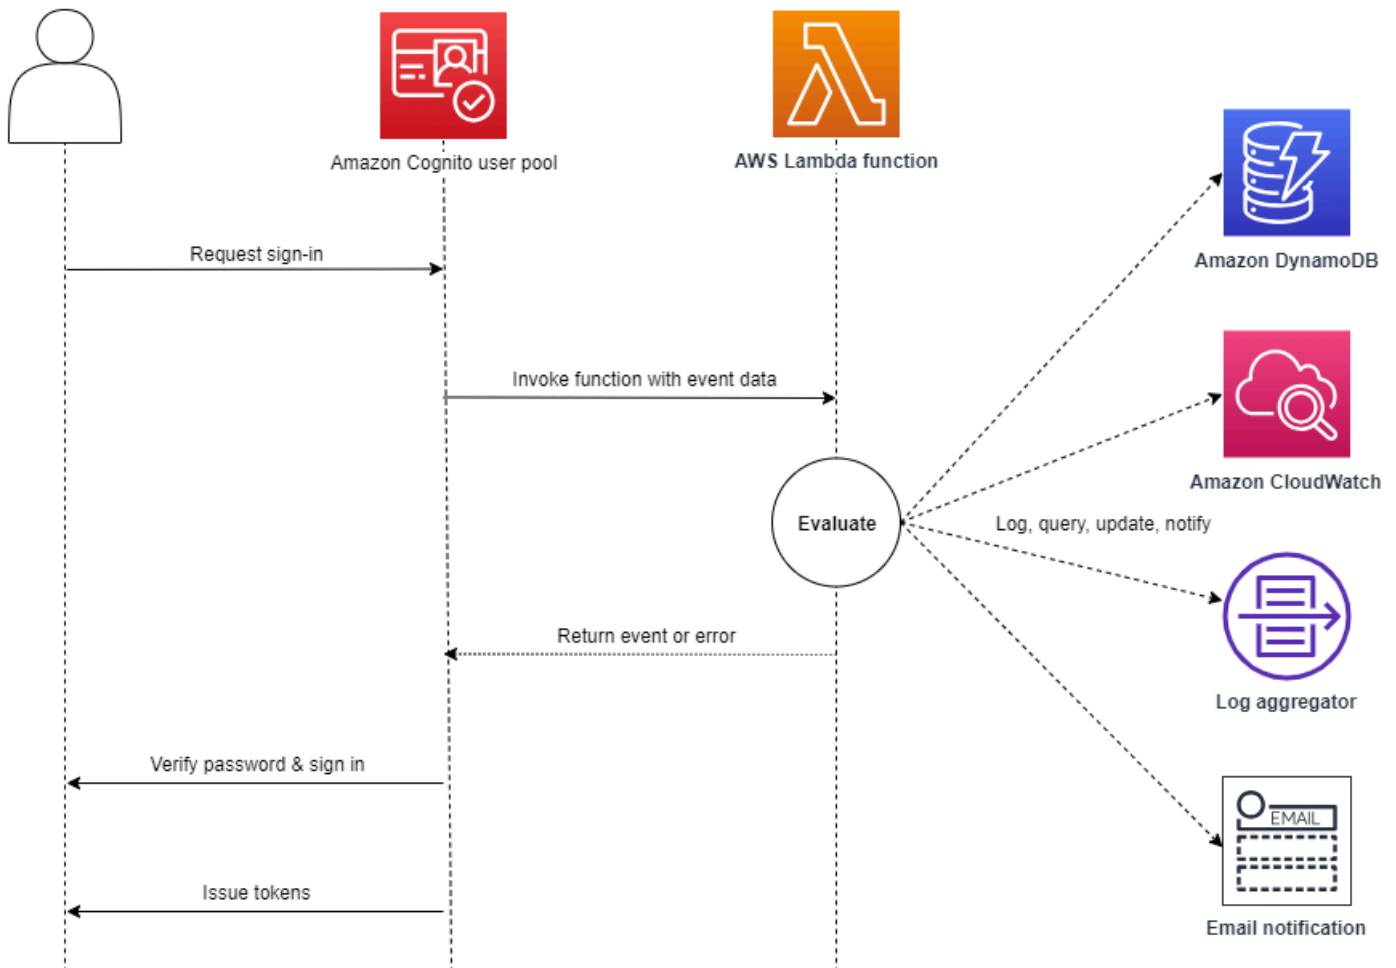 Amazon Cognito user pool
AWS Lambda function
Amazon DynamoDB
Request sign-in
Invoke function with event data
Amazon CloudWatch
Evaluate
Log, query, update, notify
Return event or error
Log aggregator
Verify password & sign in
EMAIL
Issue tokens
Email notification